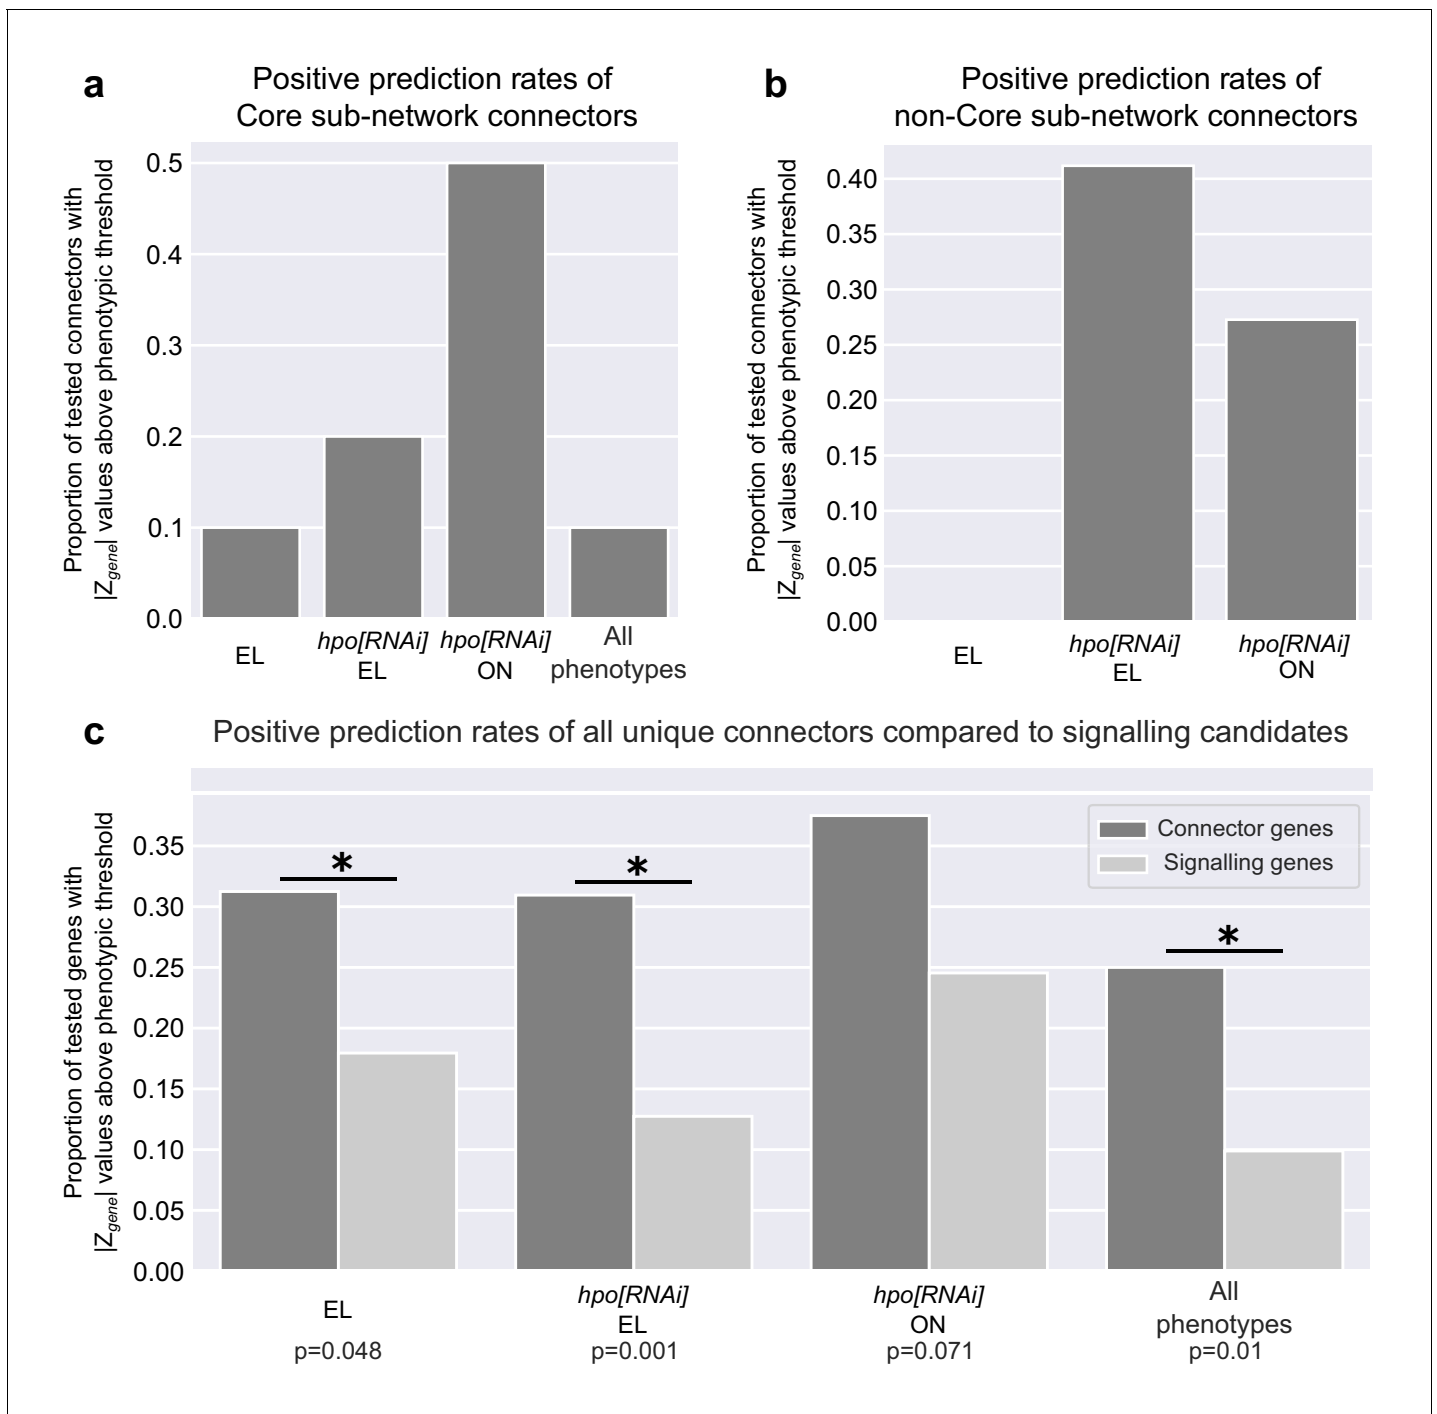 a
Positive prediction rates of
Core sub-network connectors
Proportion of tested connectors with
|Zgene| values above phenotypic threshold
0.5
0.4
0.3
0.2
0.1
0.0
EL
hpo[RNAi]
EL
hpo[RNAi]
ON
All
phenotypes
b
Positive prediction rates of
non-Core sub-network connectors
Proportion of tested connectors with
|Zgene| values above phenotypic threshold
0.40
0.35
0.30
0.25
0.20
0.15
0.10
0.05
0.00
EL
hpo[RNAi]
EL
hpo[RNAi]
ON
c
Positive prediction rates of all unique connectors compared to signalling candidates
Proportion of tested genes with
|Zgene| values above phenotypic threshold
0.35
0.30
0.25
0.20
0.15
0.10
0.05
0.00
*
*
*
Connector genes
Signalling genes
EL
p=0.048
hpo[RNAi]
EL
p=0.001
hpo[RNAi]
ON
p=0.071
All
phenotypes
p=0.01